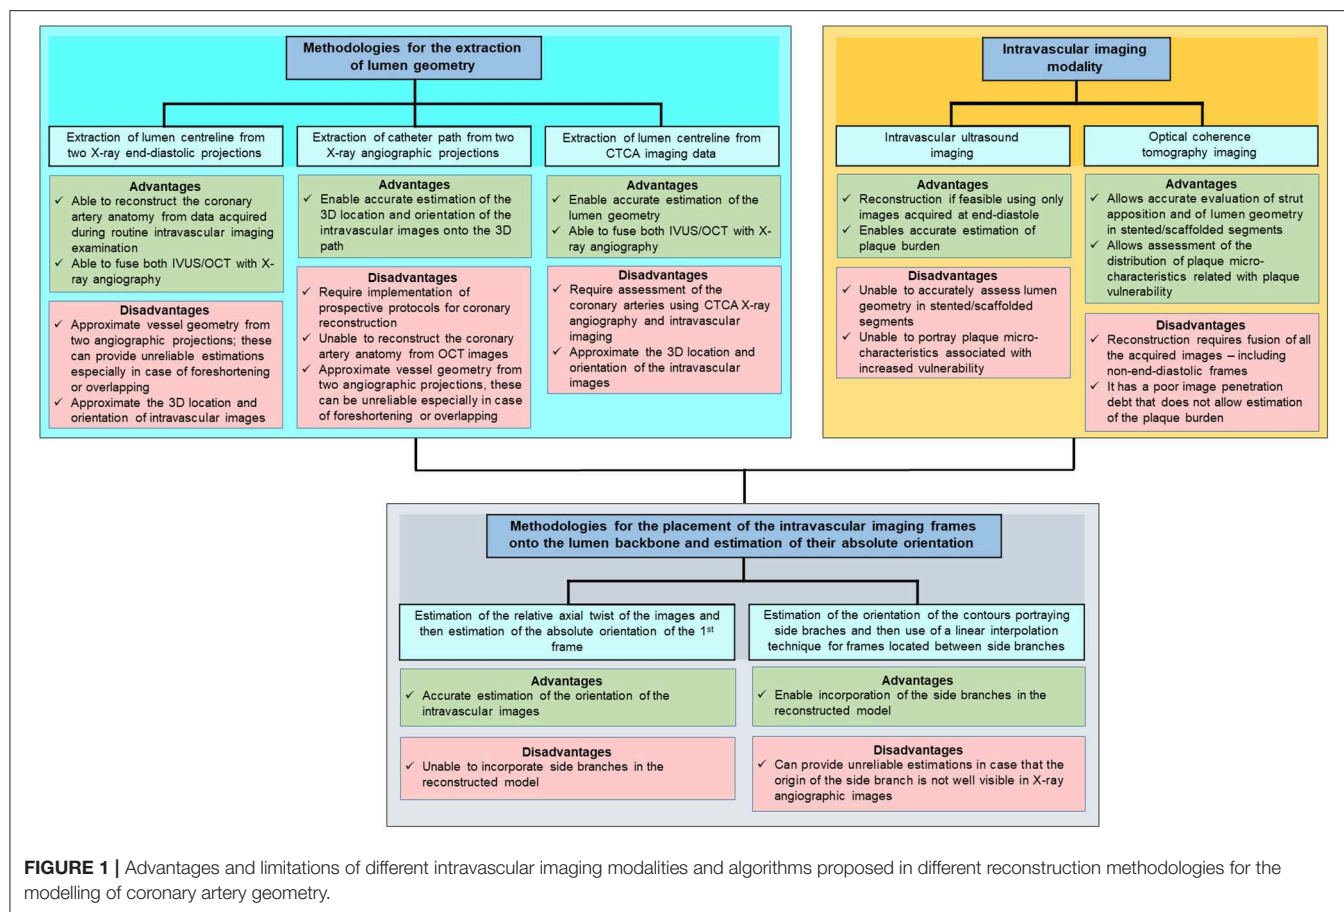 Methodologies for the extraction
of lumen geometry
Extraction of lumen centreline from
two X-ray end-diastolic projections
Advantages
✓ Able to reconstruct the coronary
artery anatomy from data acquired
during routine intravascular imaging
examination
✓ Able to fuse both IVUS/OCT with X-
ray angiography
Disadvantages
✓ Approximate vessel geometry from
two angiographic projections; these
can provide unreliable estimations
especially in case of foreshortening
or overlapping
✓ Approximate the 3D location and
orientation of intravascular images
Extraction of catheter path from two
X-ray angiographic projections
Advantages
✓ Enable accurate estimation of the
3D location and orientation of the
intravascular images onto the 3D
path
Disadvantages
✓ Require implementation of
prospective protocols for coronary
reconstruction
✓ Unable to reconstruct the coronary
artery anatomy from OCT images
✓ Approximate vessel geometry from
two angiographic projections, these
can be unreliable especially in case
of foreshortening or overlapping
Extraction of lumen centreline from
CTCA imaging data
Advantages
✓ Enable accurate estimation of the
lumen geometry
✓ Able to fuse both IVUS/OCT with X-
ray angiography
Disadvantages
✓ Require assessment of the
coronary arteries using CTCA X-ray
angiography and intravascular
imaging
✓ Approximate the 3D location and
orientation of the intravascular
images
Intravascular imaging
modality
Intravascular ultrasound
imaging
Advantages
✓ Reconstruction if feasible using only
images acquired at end-diastole
✓ Enables accurate estimation of
plaque burden
Disadvantages
✓ Unable to accurately assess lumen
geometry in stented/scaffolded
segments
✓ Unable to portray plaque micro-
characteristics associated with
increased vulnerability
Optical coherence
tomography imaging
Advantages
✓ Allows accurate evaluation of strut
apposition and of lumen geometry
in stented/scaffolded segments
✓ Allows assessment of the
distribution of plaque micro-
characteristics related with plaque
vulnerability
Disadvantages
✓ Reconstruction requires fusion of all
the acquired images – including
non-end-diastolic frames
✓ It has a poor image penetration
debt that does not allow estimation
of the plaque burden
Methodologies for the placement of the intravascular imaging frames
onto the lumen backbone and estimation of their absolute orientation
Estimation of the relative axial twist of the images and
then estimation of the absolute orientation of the 1st
frame
Advantages
✓ Accurate estimation of the orientation of the
intravascular images
Disadvantages
✓ Unable to incorporate side branches in the
reconstructed model
Estimation of the orientation of the contours portraying
side braches and then use of a linear interpolation
technique for frames located between side branches
Advantages
✓ Enable incorporation of the side branches in the
reconstructed model
Disadvantages
✓ Can provide unreliable estimations in case that the
origin of the side branch is not well visible in X-ray
angiographic images
FIGURE 1 | Advantages and limitations of different intravascular imaging modalities and algorithms proposed in different reconstruction methodologies for the
modelling of coronary artery geometry.